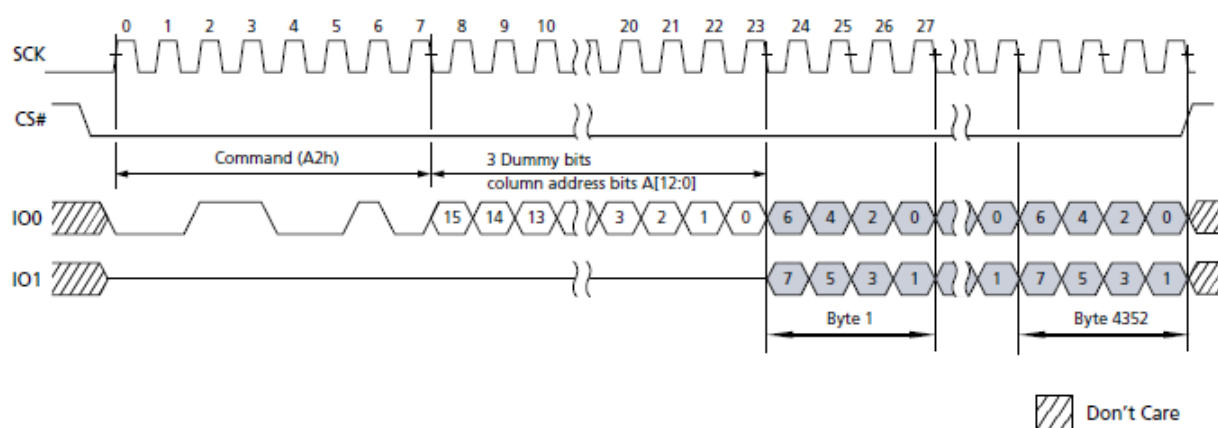 0 1 2 3 4 5 6 7 8 9 10 20 21 22 23 24 25 26 27
SCK
CS#
Command (A2h)
3 Dummy bits
column address bits A[12:0]
IO0 15 14 13 3 2 1 0 6 4 2 0 0 6 4 2 0
IO1 7 5 3 1 1 7 5 3 1
Byte 1 Byte 4352
Don't Care